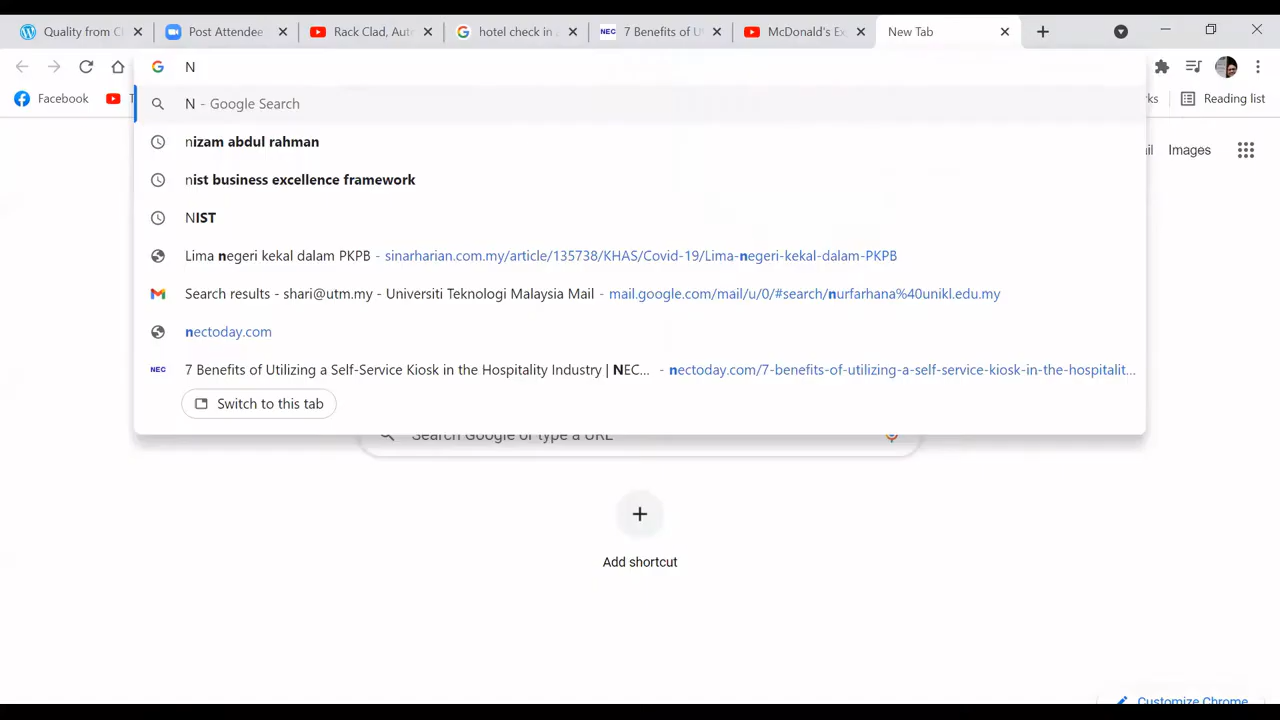 Quality from Cl
Post Attendee
Rack Clad, Aut
hotel check in
NEC 7 Benefits of U
McDonald's Ex
New Tab
N
Facebook
Reading list
N - Google Search
nizam abdul rahman
Images
nist business excellence framework
NIST
Lima negeri kekal dalam PKPB - sinarharian.com.my/article/135738/KHAS/Covid-19/Lima-negeri-kekal-dalam-PKPB
Search results - shari@utm.my - Universiti Teknologi Malaysia Mail - mail.google.com/mail/u/0/#search/nurfarhana%40unikl.edu.my
nectoday.com
NEC 7 Benefits of Utilizing a Self-Service Kiosk in the Hospitality Industry | NEC... - nectoday.com/7-benefits-of-utilizing-a-self-service-kiosk-in-the-hospitalit...
Switch to this tab
Search Google or type a URL
Add shortcut
Customize Chrome